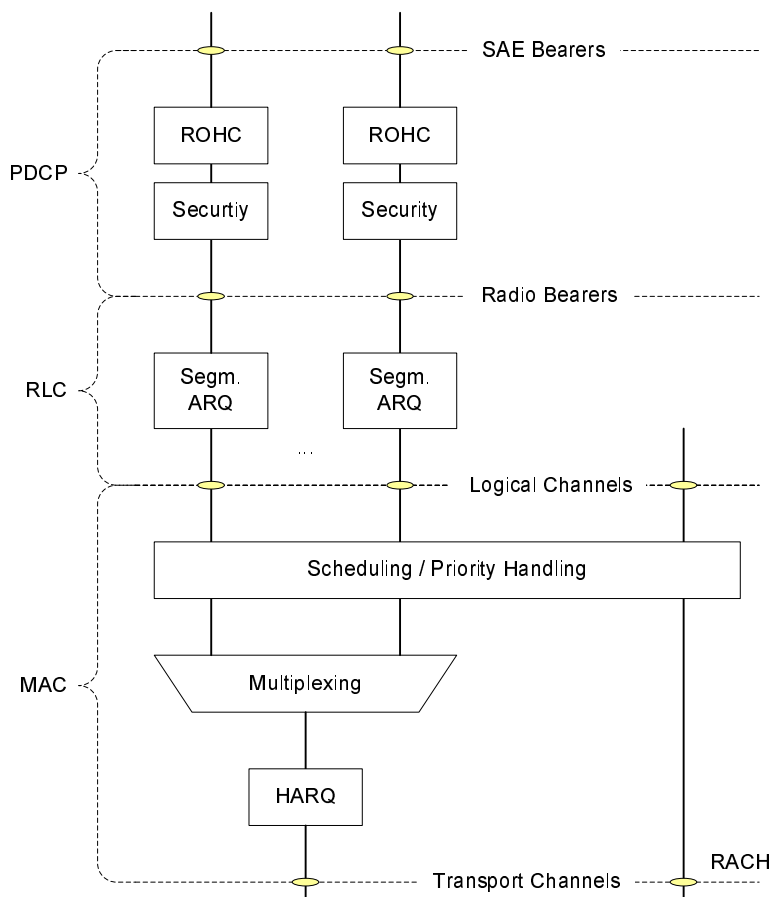 SAE Bearers
ROHC
ROHC
PDCP
Securtiy
Security
Radio Bearers
Segm.
ARQ
Segm.
ARQ
RLC
...
Logical Channels
Scheduling / Priority Handling
MAC
Multiplexing
HARQ
RACH
Transport Channels